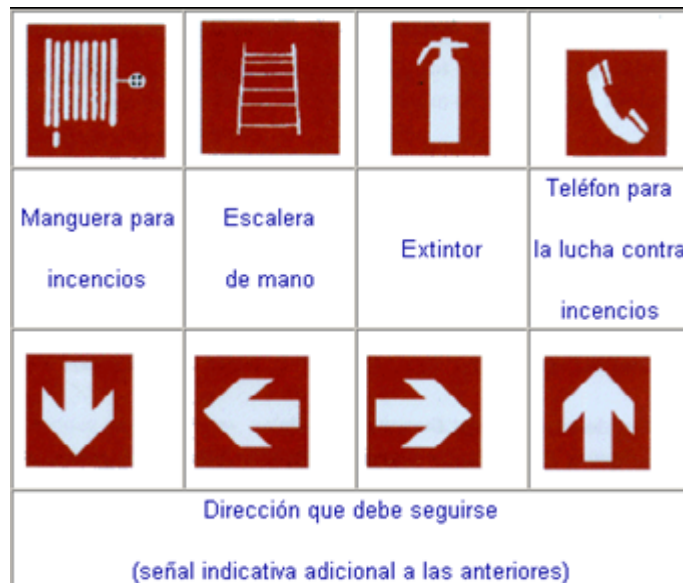 Manguera para
incencios
Escalera
de mano
Extintor
Teléfon para
la lucha contra
incencios
Dirección que debe seguirse
(señal indicativa adicional a las anteriores)